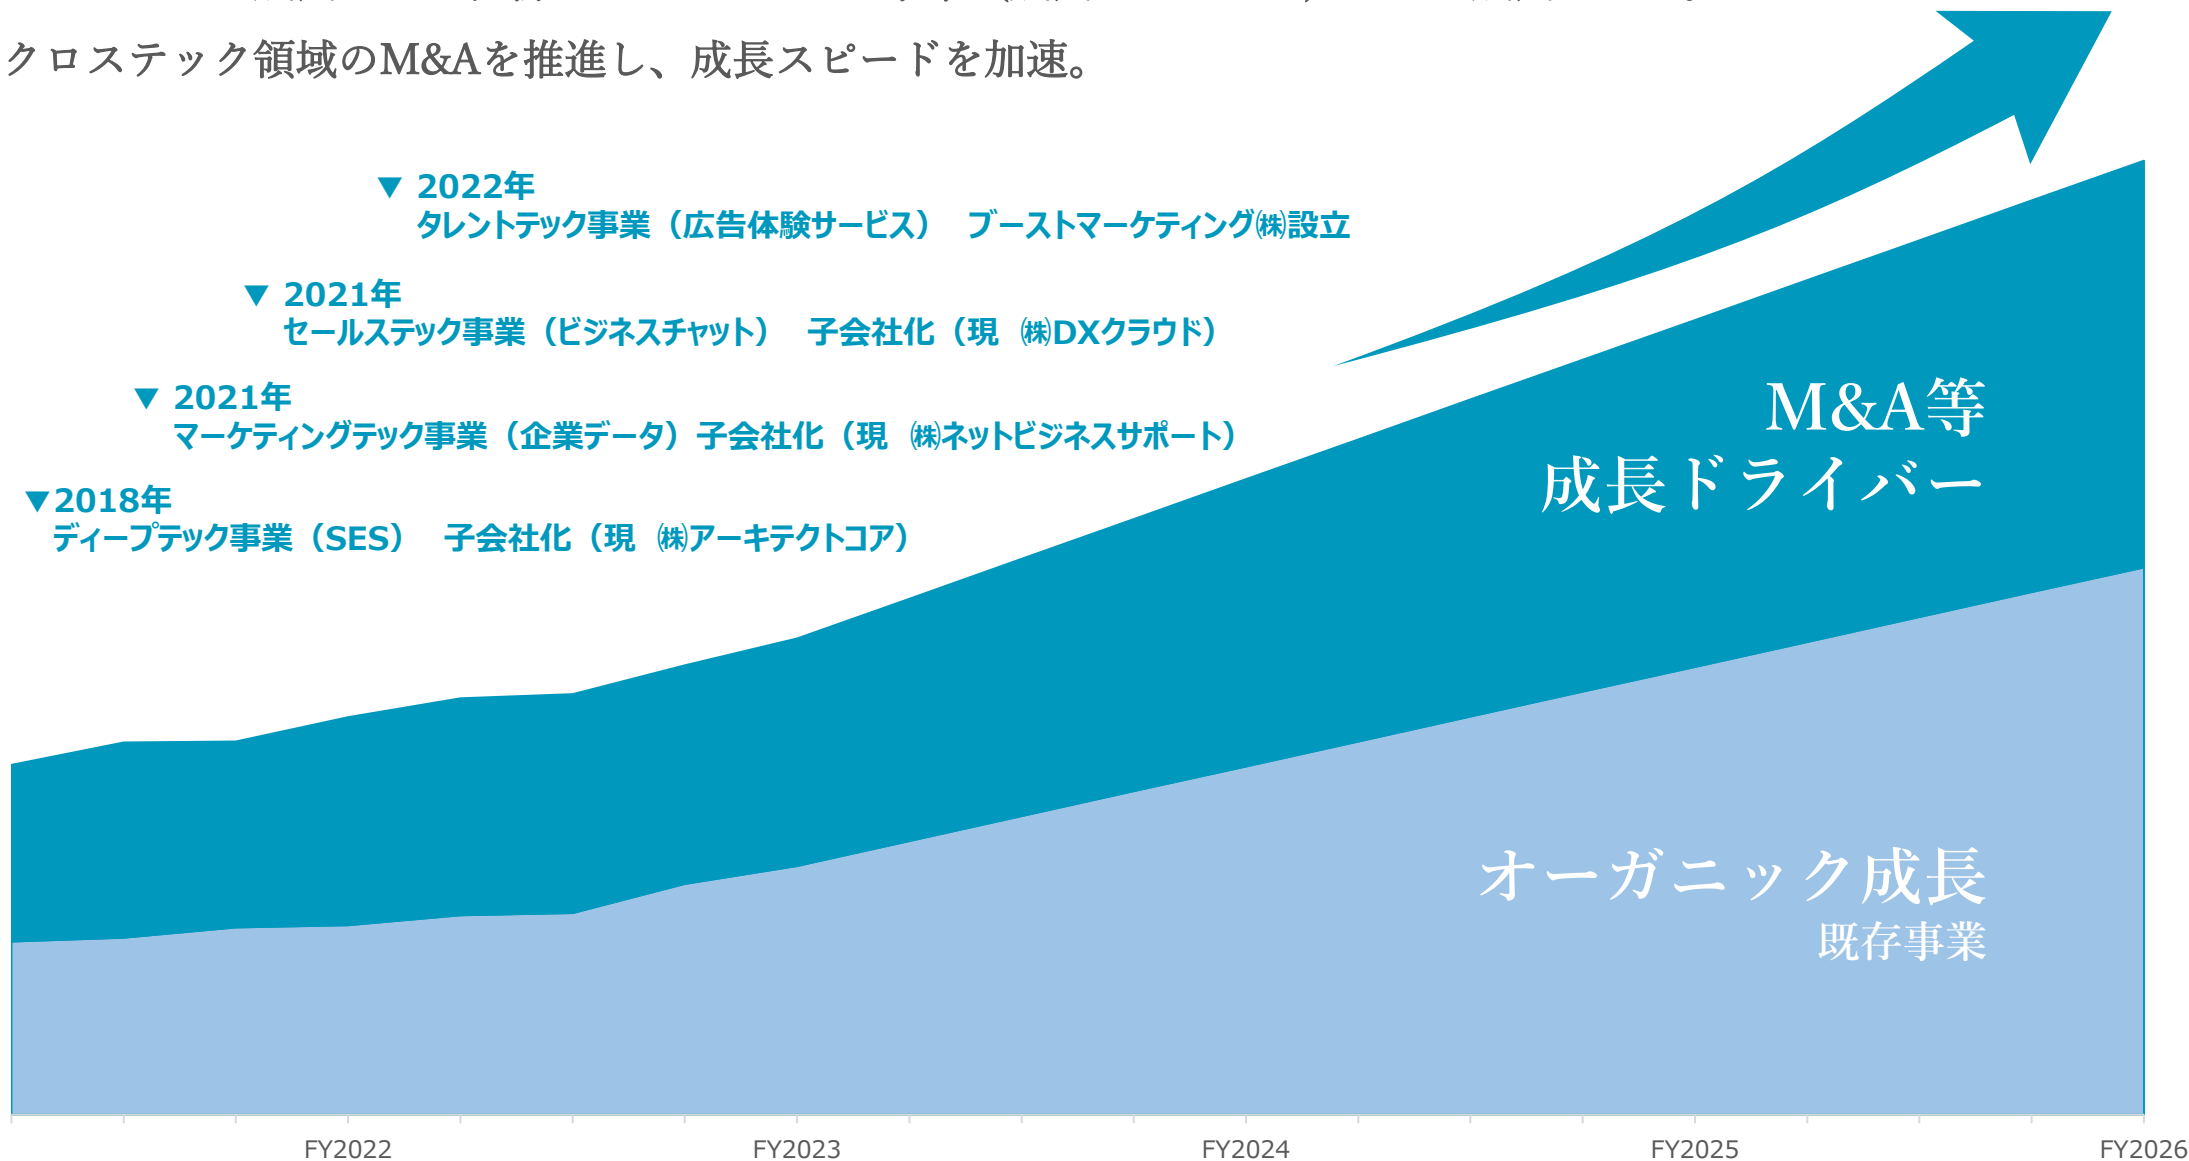 クロステック領域のM&Aを推進し、成長スピードを加速。
▼ 2022年
タレントテック事業（広告体験サービス）　ブーストマーケティング㈱設立
▼ 2021年
セールステック事業（ビジネスチャット）　子会社化（現　㈱DXクラウド）
▼ 2021年
マーケティングテック事業（企業データ）子会社化（現　㈱ネットビジネスサポート）
▼2018年
ディープテック事業（SES）　子会社化（現　㈱アーキテクトコア）
M&A等
成長ドライバー
オーガニック成長
既存事業
FY2022
FY2023
FY2024
FY2025
FY2026